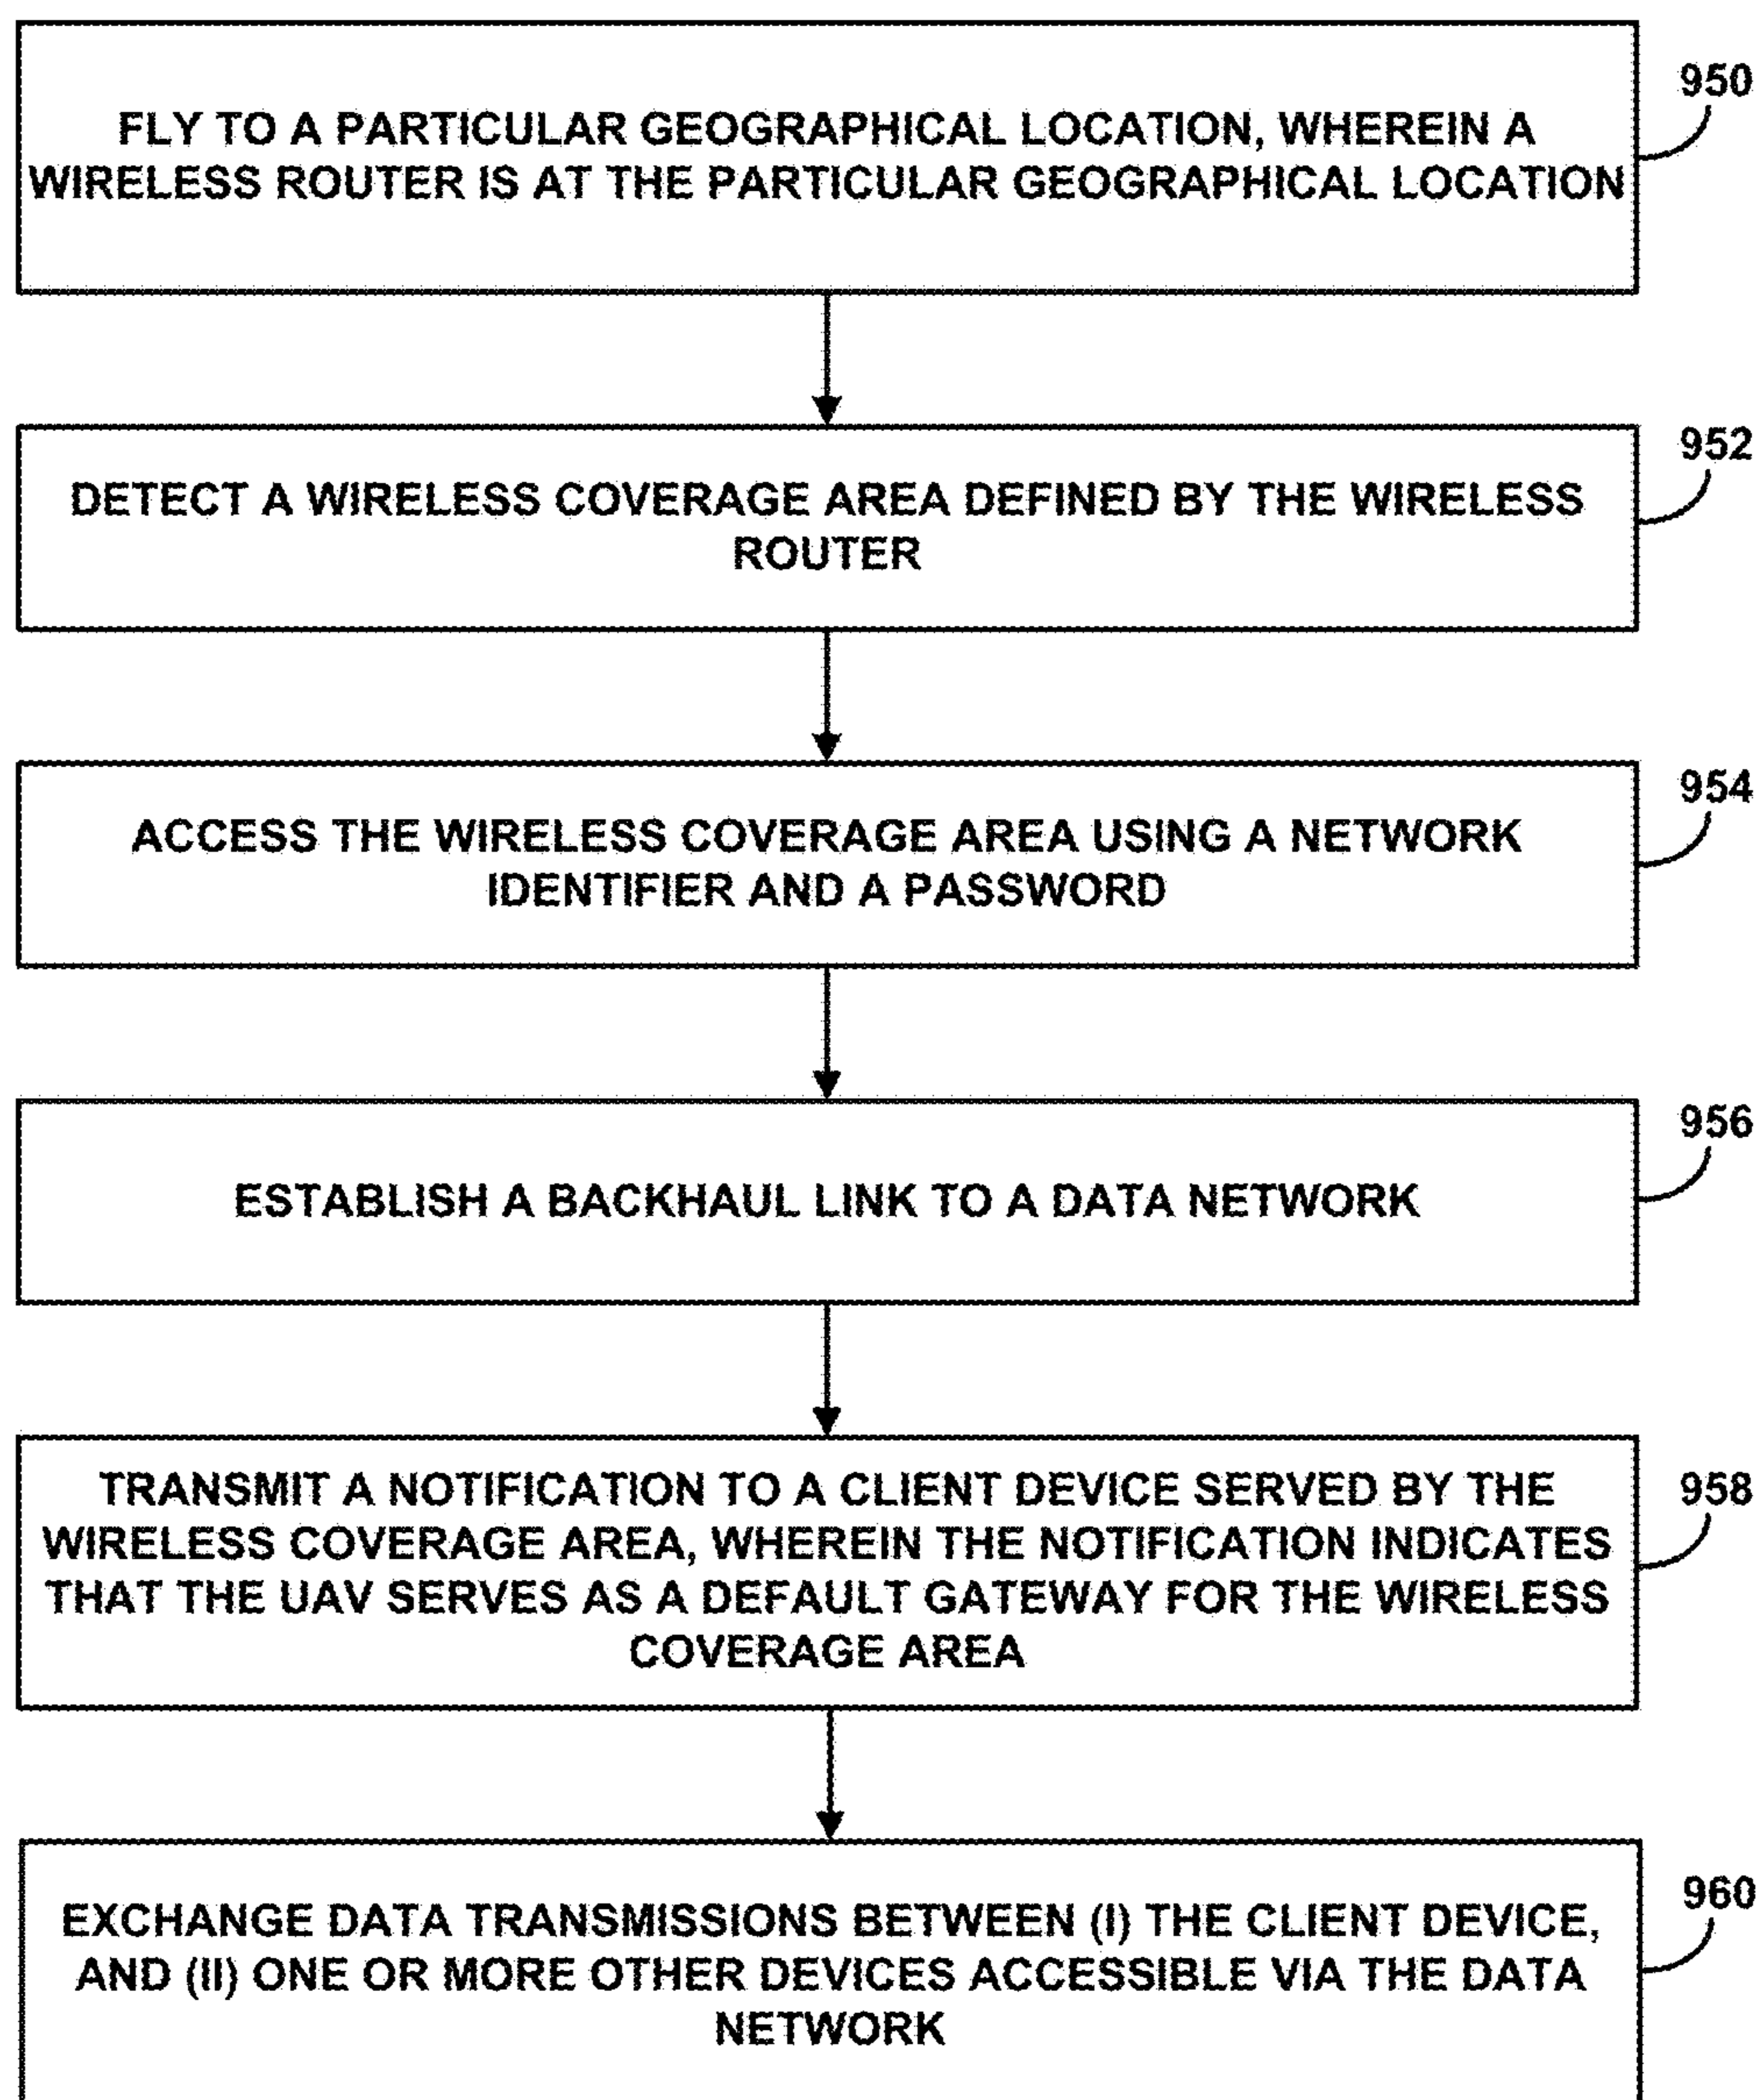 FLY TO A PARTICULAR GEOGRAPHICAL LOCATION, WHEREIN A
WIRELESS ROUTER IS AT THE PARTICULAR GEOGRAPHICAL LOCATION
950
DETECT A WIRELESS COVERAGE AREA DEFINED BY THE WIRELESS
ROUTER
952
ACCESS THE WIRELESS COVERAGE AREA USING A NETWORK
IDENTIFIER AND A PASSWORD
954
ESTABLISH A BACKHAUL LINK TO A DATA NETWORK
956
TRANSMIT A NOTIFICATION TO A CLIENT DEVICE SERVED BY THE
WIRELESS COVERAGE AREA, WHEREIN THE NOTIFICATION INDICATES
THAT THE UAV SERVES AS A DEFAULT GATEWAY FOR THE WIRELESS
COVERAGE AREA
958
EXCHANGE DATA TRANSMISSIONS BETWEEN (I) THE CLIENT DEVICE,
AND (II) ONE OR MORE OTHER DEVICES ACCESSIBLE VIA THE DATA
NETWORK
960